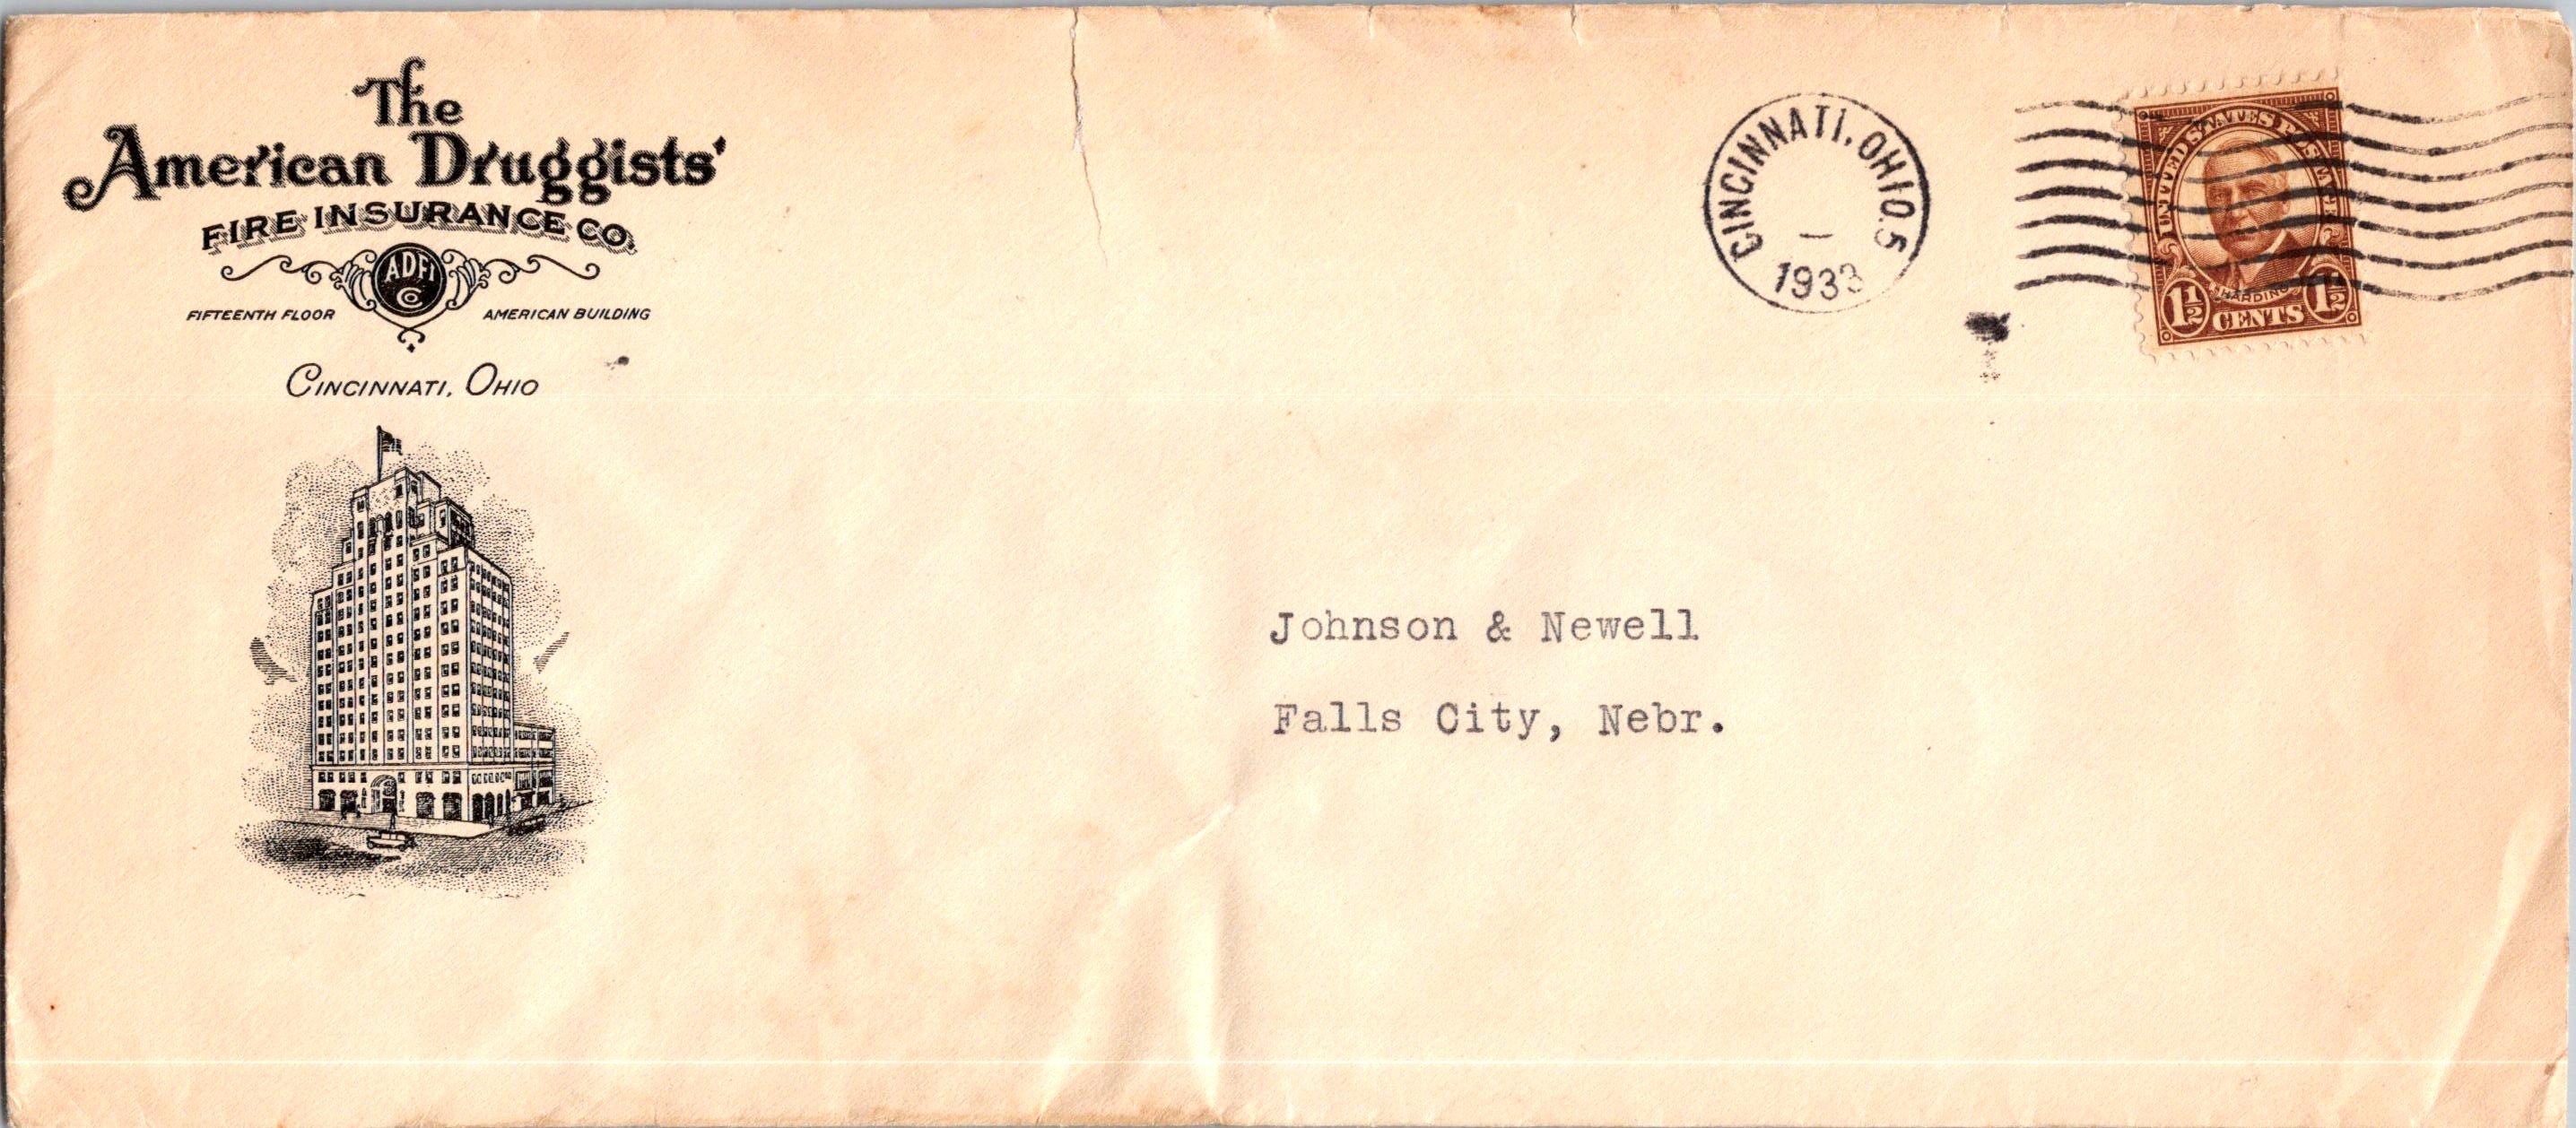 The
American Druggists'
FIRE INSURANCE CO.
ADFI
CO
FIFTEENTH FLOOR AMERICAN BUILDING
CINCINNATI, OHIO
CINCINNATI, OHIO. 5
1933
UNITED STATES POSTAGE
HARDING
1½ CENTS 1½
Johnson & Newell
Falls City, Nebr.